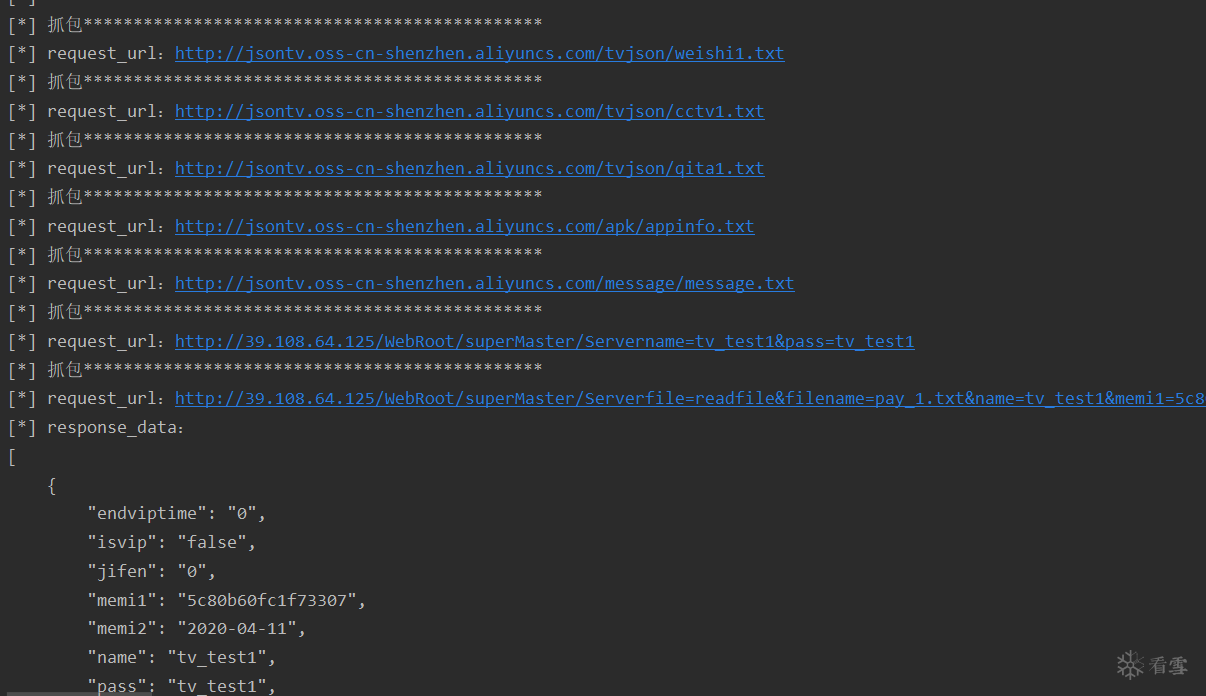 [*] 抓包**********************************************
[*] request_url：http://jsontv.oss-cn-shenzhen.aliyuncs.com/tvjson/weishi1.txt
[*] 抓包**********************************************
[*] request_url：http://jsontv.oss-cn-shenzhen.aliyuncs.com/tvjson/cctv1.txt
[*] 抓包**********************************************
[*] request_url：http://jsontv.oss-cn-shenzhen.aliyuncs.com/tvjson/qita1.txt
[*] 抓包**********************************************
[*] request_url：http://jsontv.oss-cn-shenzhen.aliyuncs.com/apk/appinfo.txt
[*] 抓包**********************************************
[*] request_url：http://jsontv.oss-cn-shenzhen.aliyuncs.com/message/message.txt
[*] 抓包**********************************************
[*] request_url：http://39.108.64.125/WebRoot/superMaster/Servername=tv_test1&pass=tv_test1
[*] 抓包**********************************************
[*] request_url：http://39.108.64.125/WebRoot/superMaster/Serverfile=readfile&filename=pay_1.txt&name=tv_test1&memi1=5c8
[*] response_data：
[
{
"endviptime": "0",
"isvip": "false",
"jifen": "0",
"memi1": "5c80b60fc1f73307",
"memi2": "2020-04-11",
"name": "tv_test1",
"pass": "tv_test1",
看雪